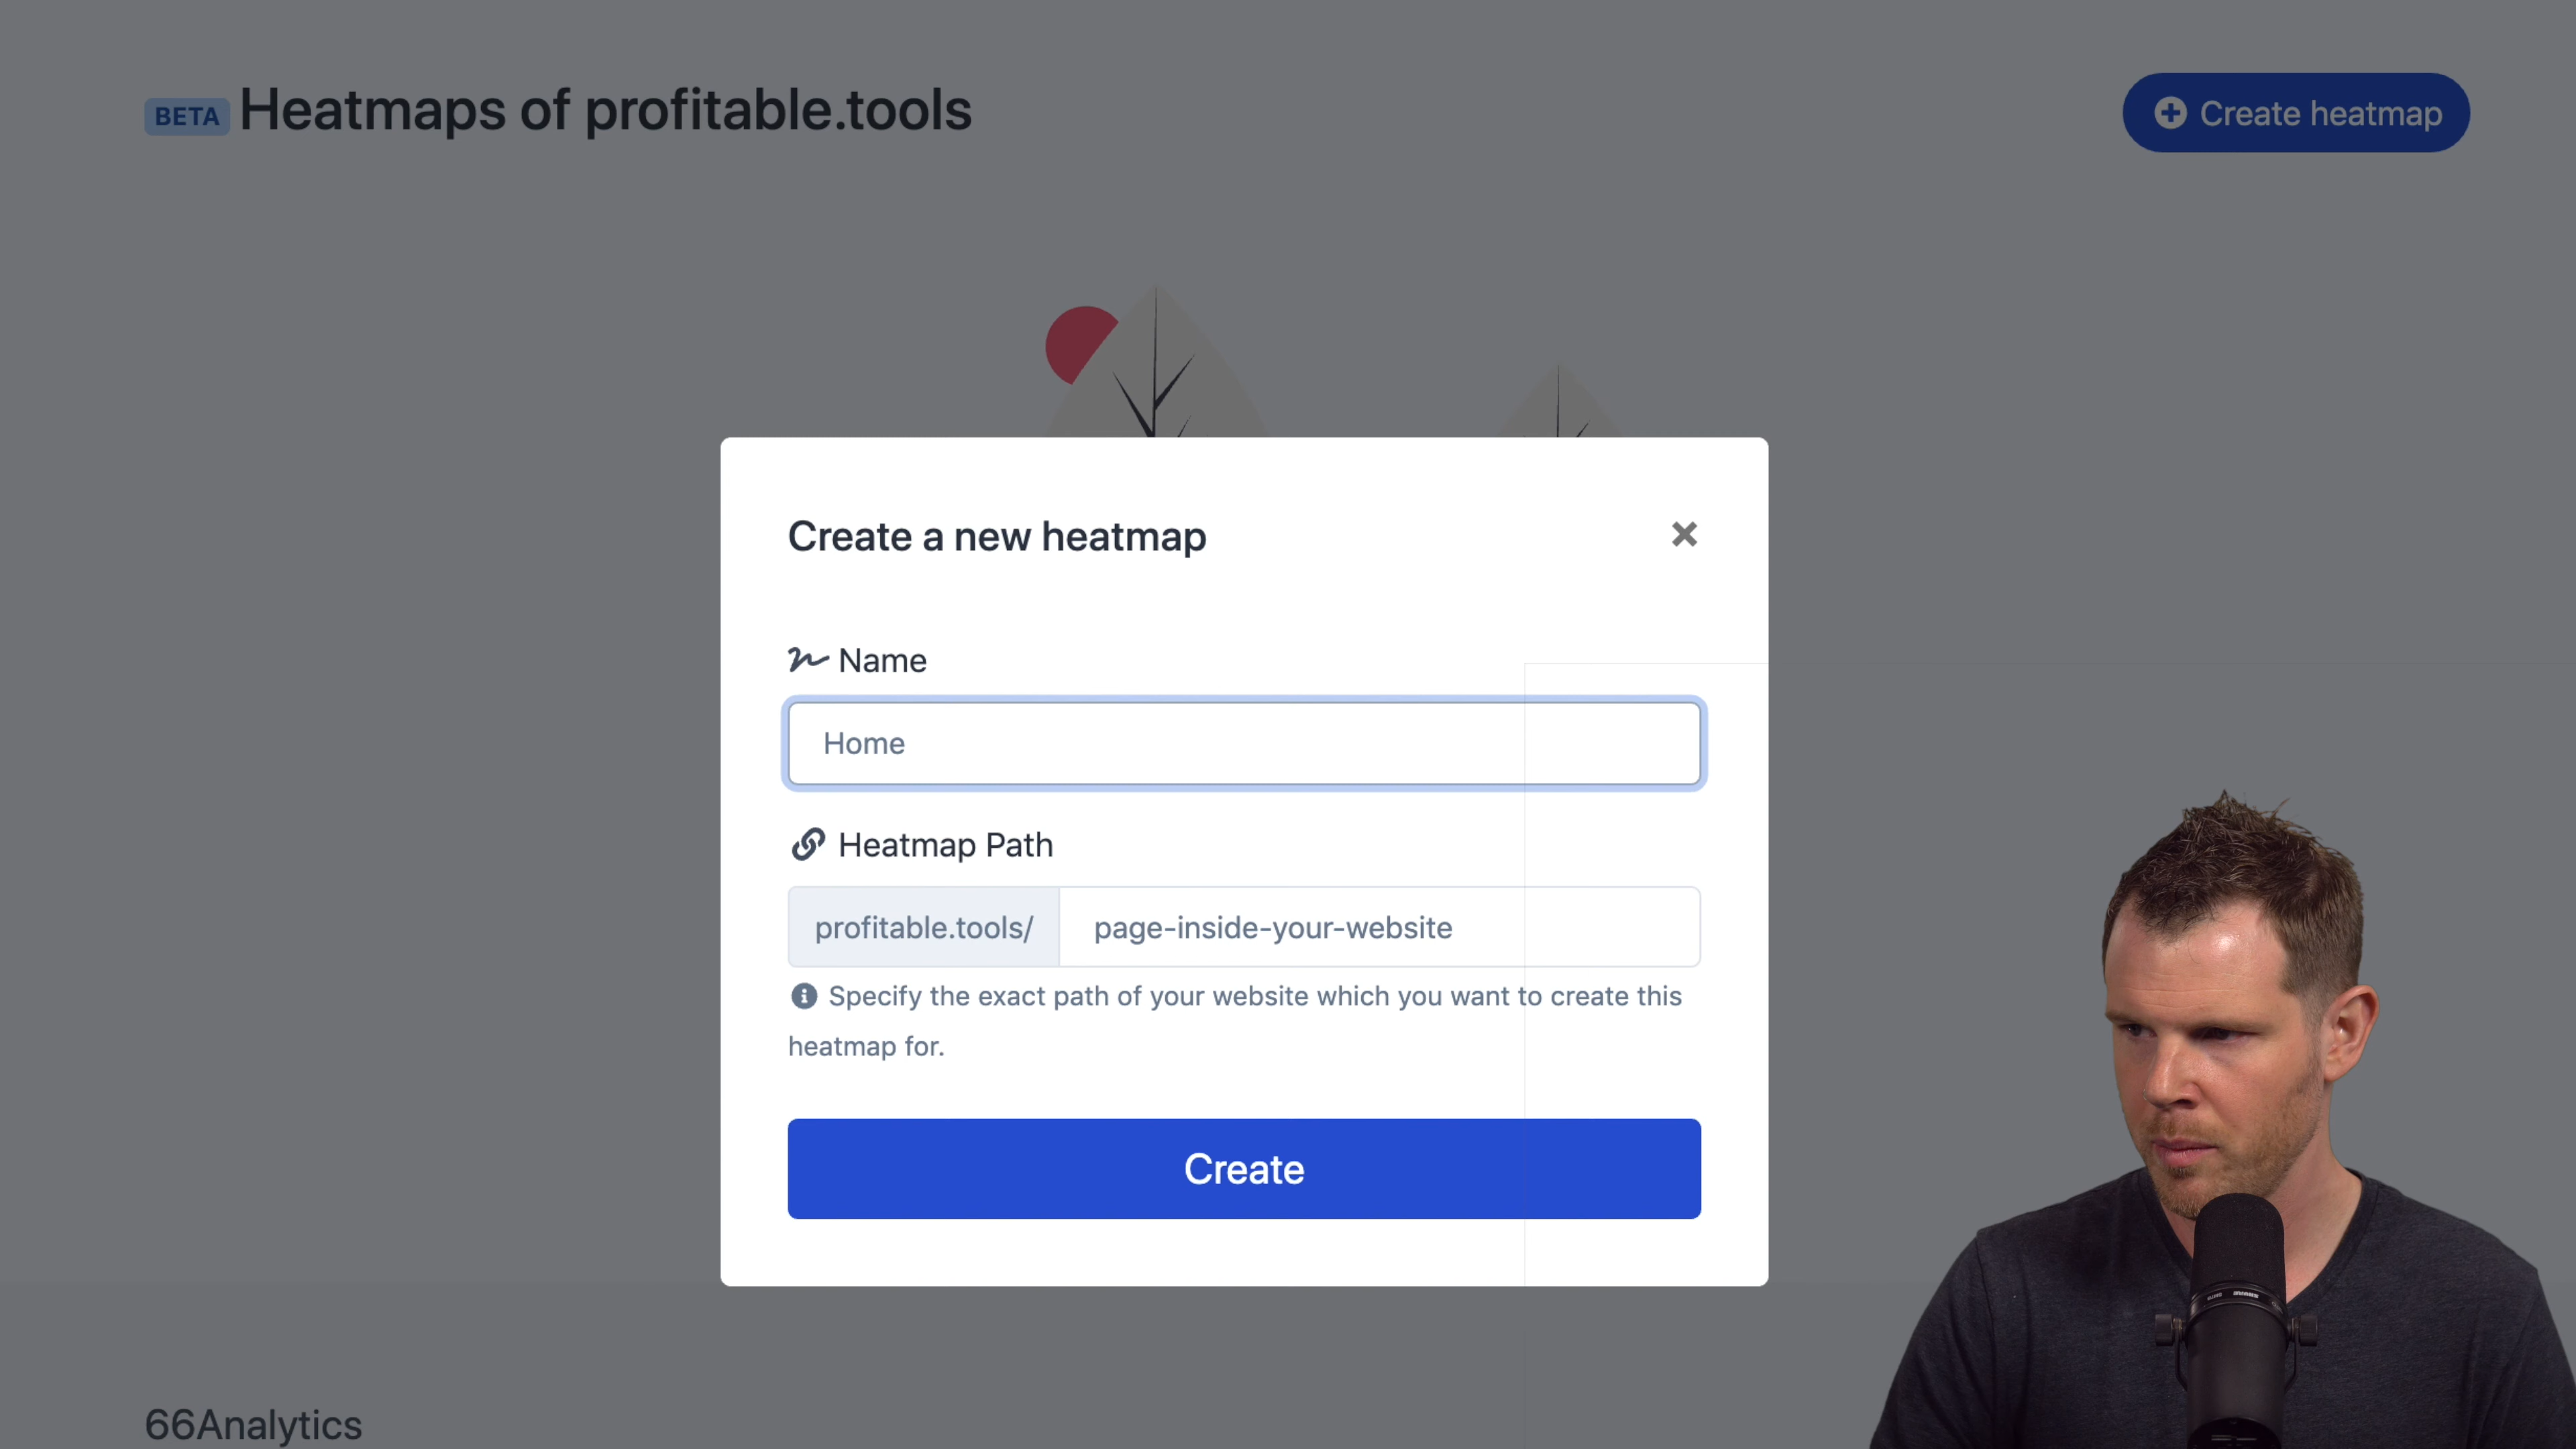 BETA Heatmaps of profitable.tools
Create heatmap
Create a new heatmap
Name
Home
Heatmap Path
profitable.tools/ page-inside-your-website
Specify the exact path of your website which you want to create this
heatmap for.
Create
66Analytics